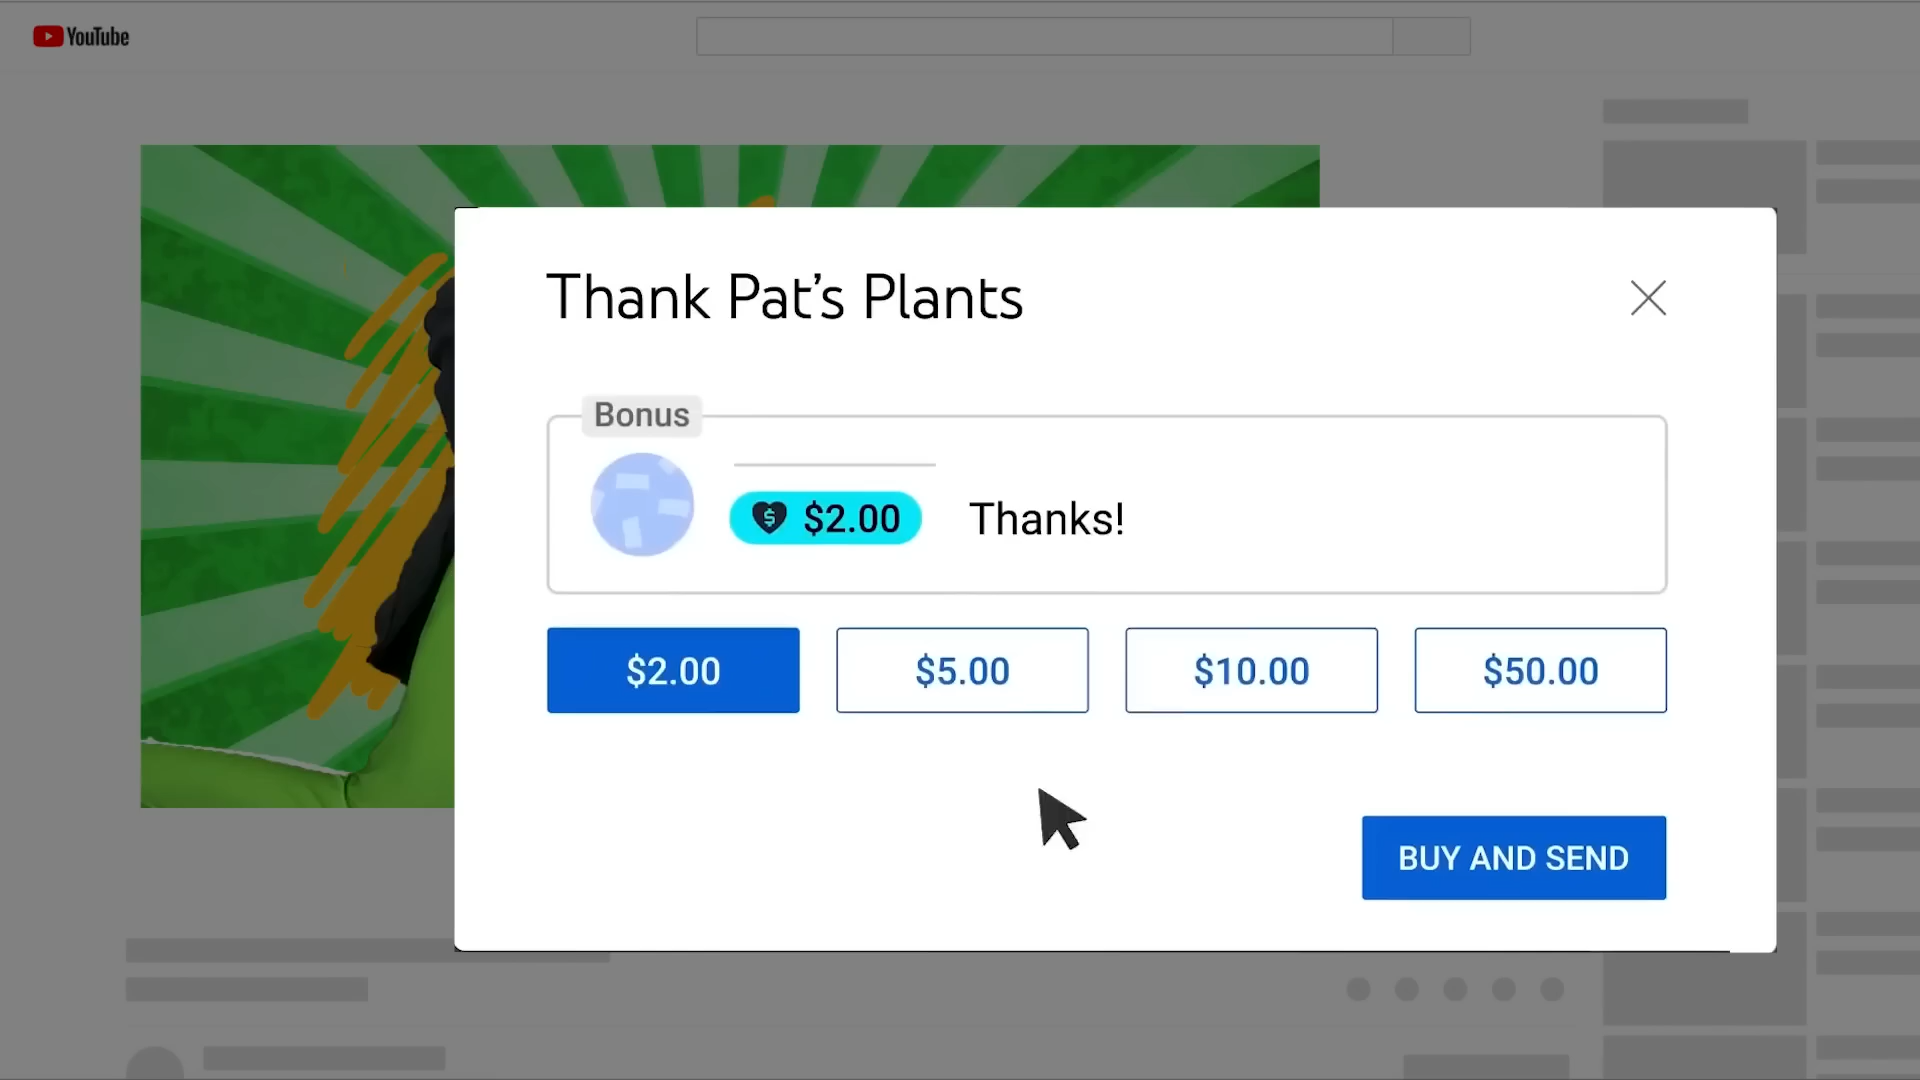 YouTube
Thank Pat's Plants
Bonus
$2.00 Thanks!
$2.00 $5.00 $10.00 $50.00
BUY AND SEND